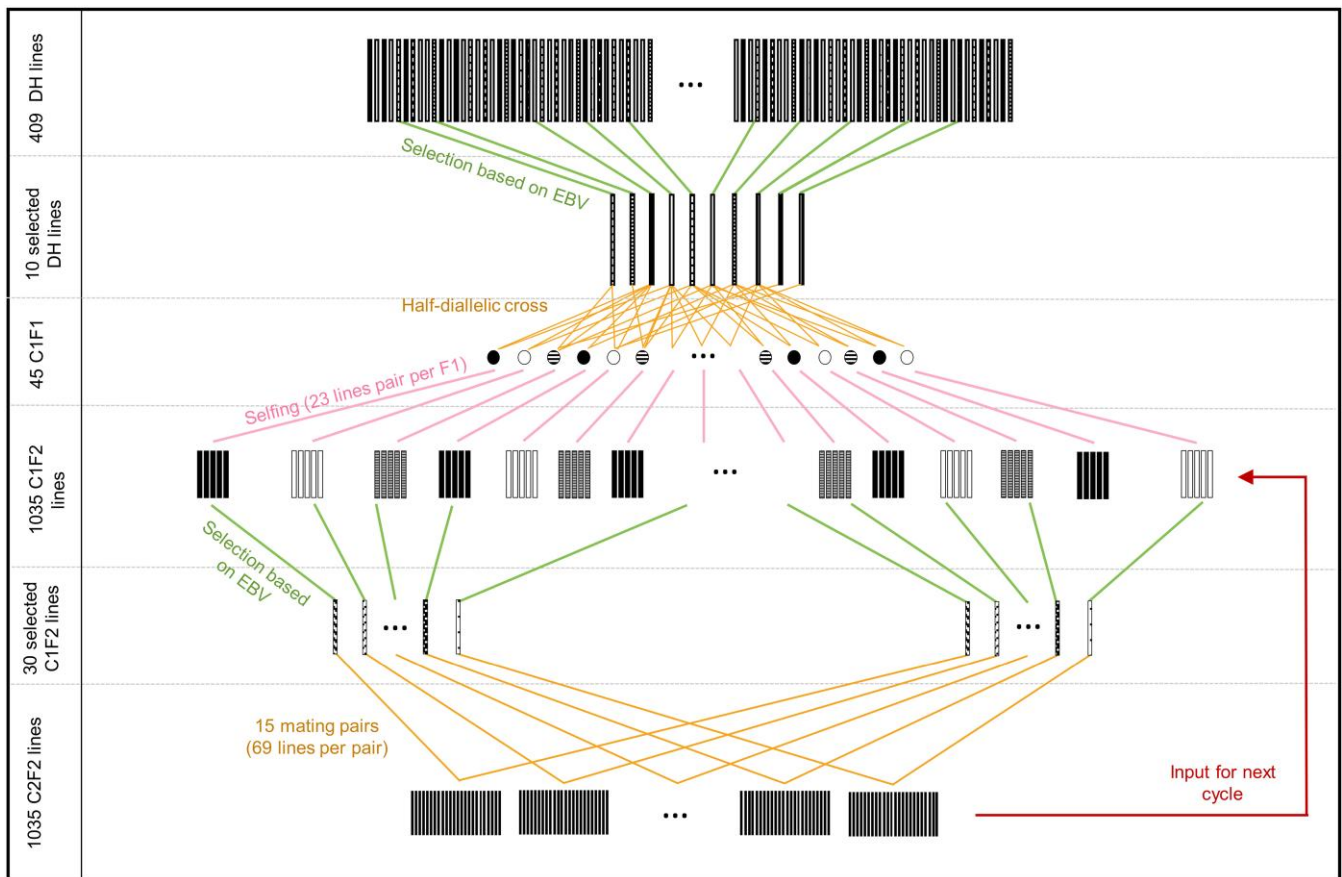 409 DH lines
Selection based on EBV
10 selected
DH lines
Half-diallelic cross
45 C1F1
Selfing (23 lines pair per F1)
1035 C1F2
lines
Selection based
on EBV
30 selected
C1F2 lines
15 mating pairs
(69 lines per pair)
1035 C2F2 lines
Input for next
cycle